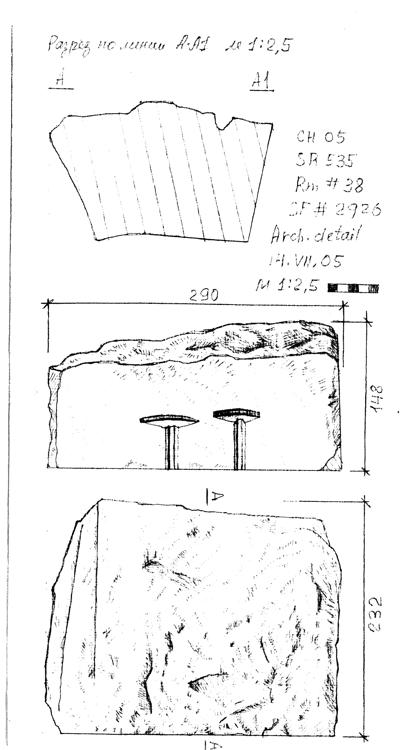 Разрез по линии А-А1 м 1:2,5
А А1
CH 05
SR 535
Rm # 38
SF # 2926
Arch. detail
14.VII.05
М 1:2,5
290
148
А
232
А